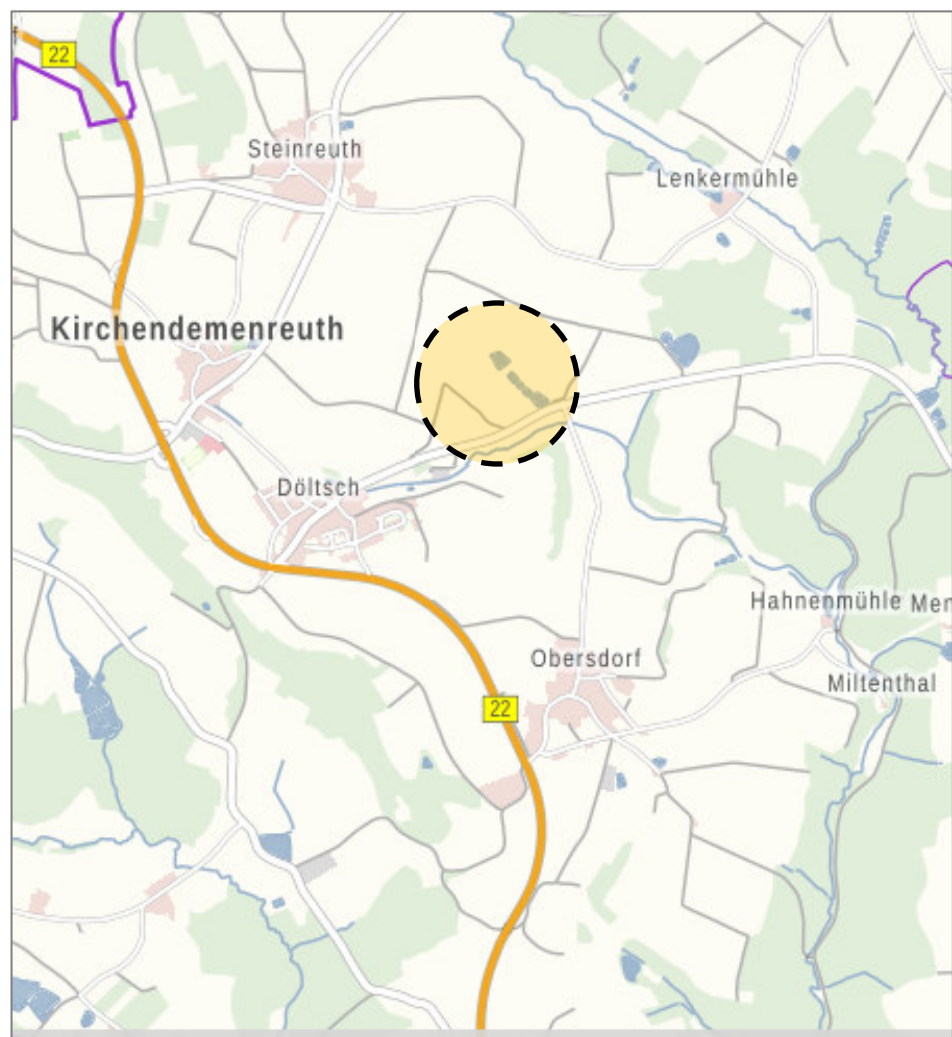 22
Steinreuth
Lenkermühle
Kirchendemenreuth
Döltsch
Hahnenmühle
Obersdorf
Miltenthal
22